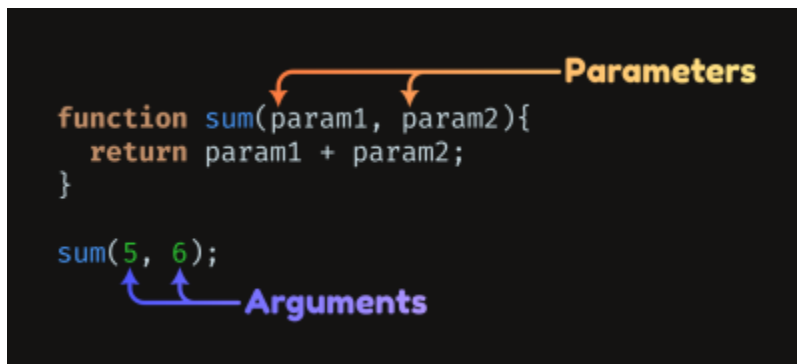 Parameters
function sum(param1, param2){
  return param1 + param2;
}
sum(5, 6);
Arguments